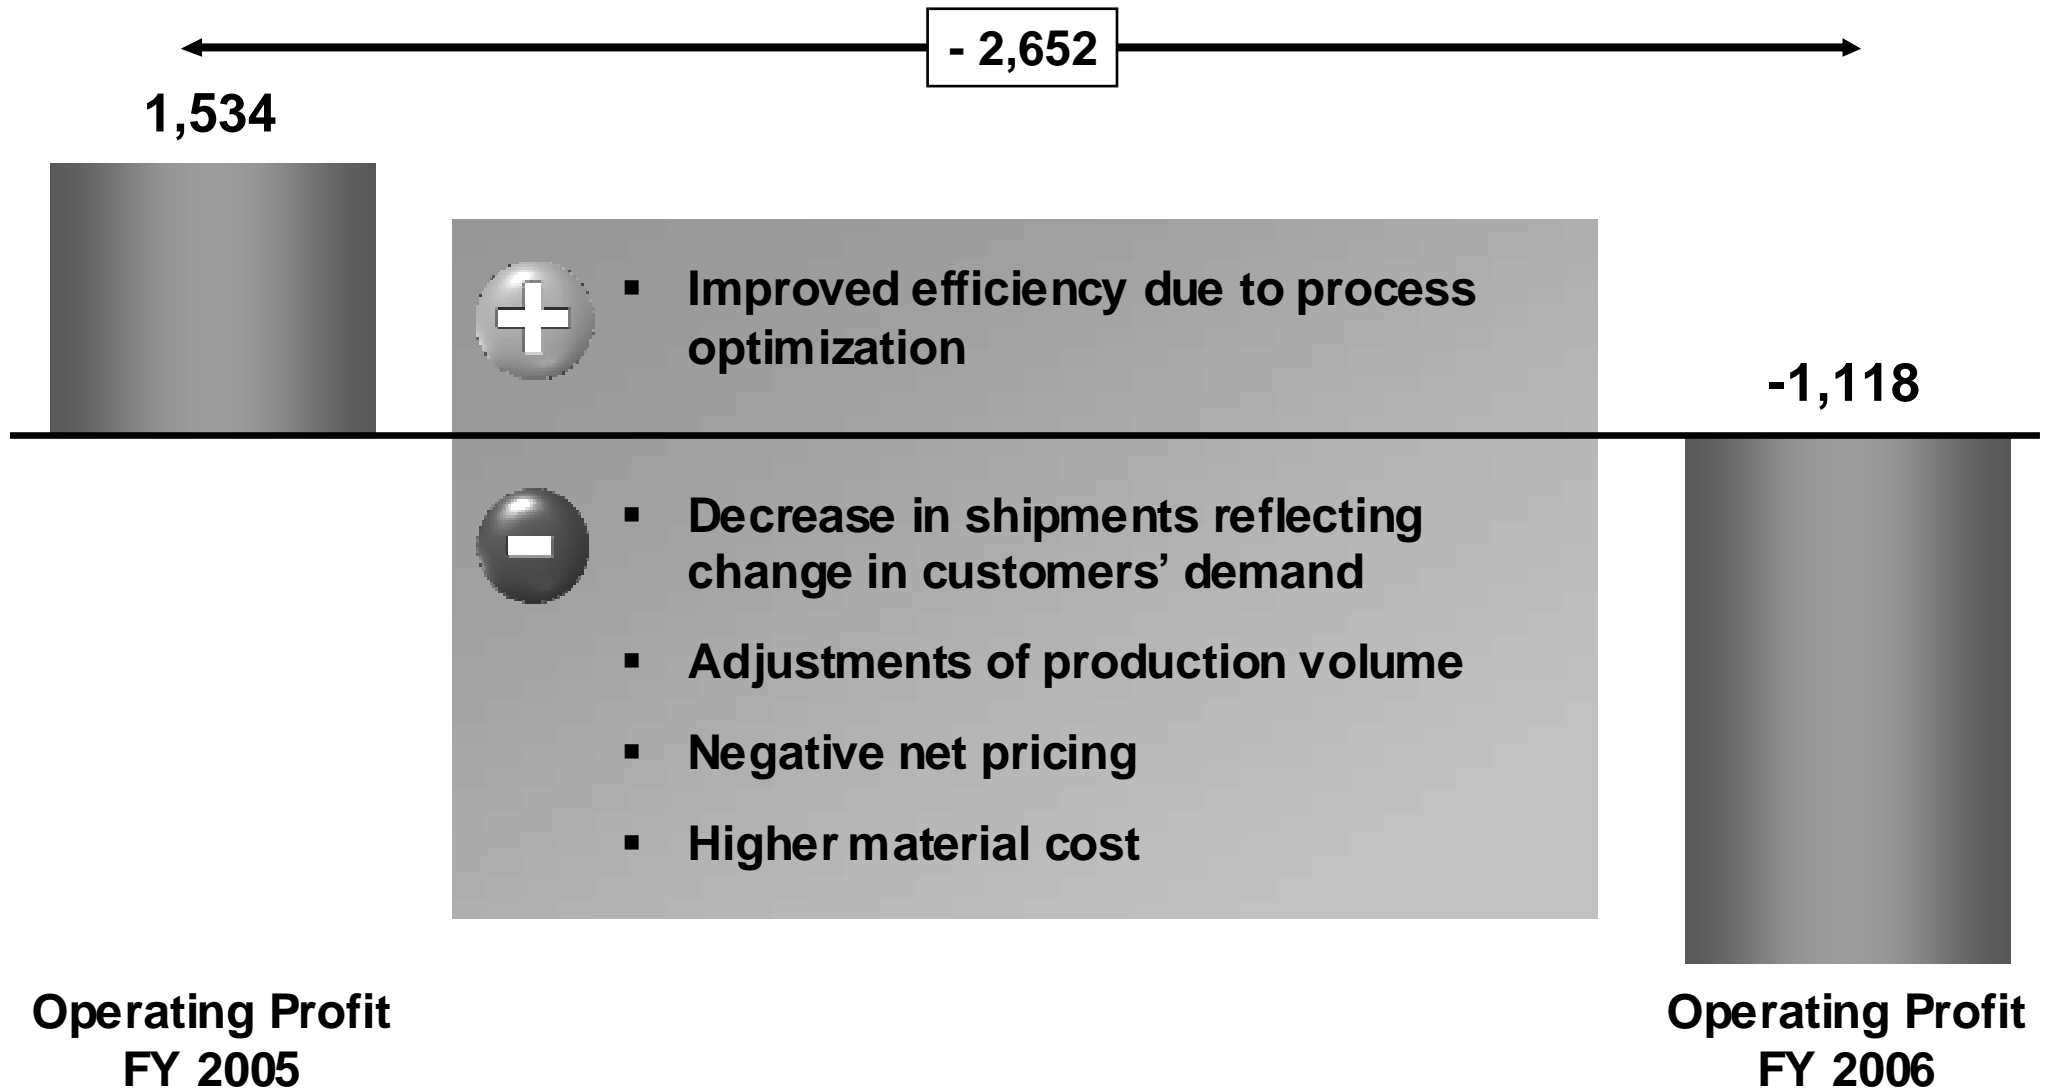 - 2,652
1,534
▪ Improved efficiency due to process
optimization
-1,118
▪ Decrease in shipments reflecting
change in customers’ demand
▪ Adjustments of production volume
▪ Negative net pricing
▪ Higher material cost
Operating Profit
FY 2005
Operating Profit
FY 2006